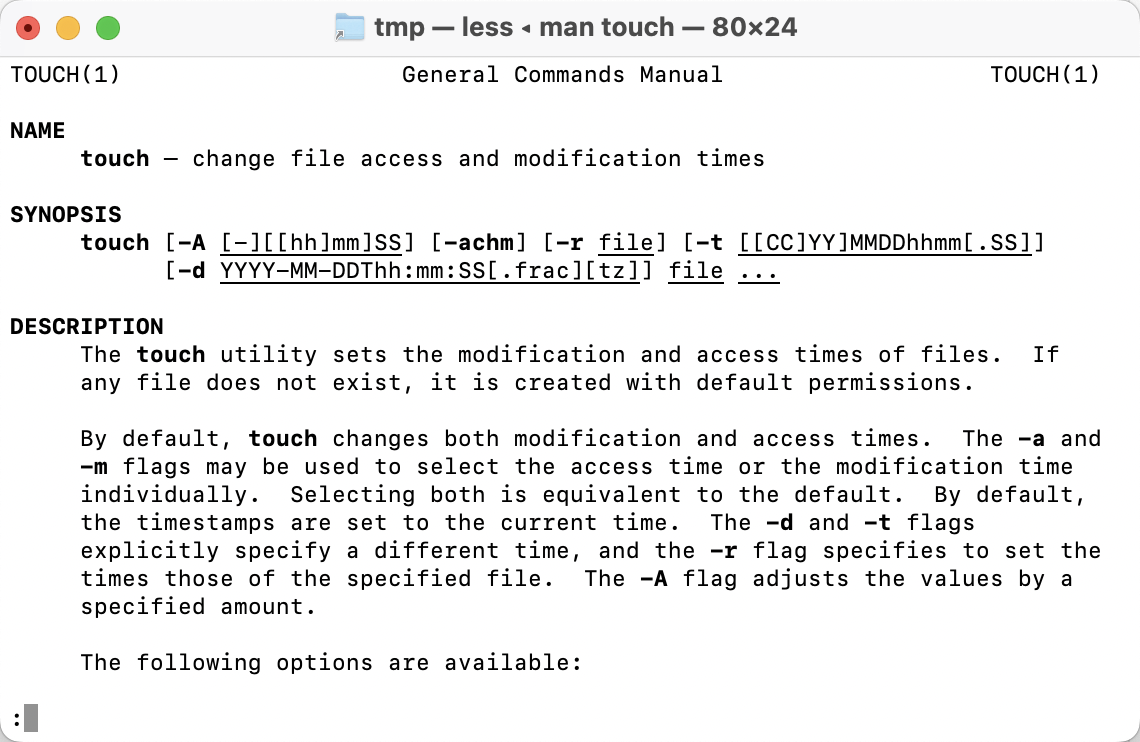 tmp — less ◂ man touch — 80×24
TOUCH(1) General Commands Manual TOUCH(1)
NAME
touch – change file access and modification times
SYNOPSIS
touch [-A [-][[hh]mm]SS] [-achm] [-r file] [-t [[CC]YY]MMDDhhmm[.SS]]
[-d YYYY-MM-DDThh:mm:SS[.frac][tz]] file ...
DESCRIPTION
The touch utility sets the modification and access times of files.  If
any file does not exist, it is created with default permissions.
By default, touch changes both modification and access times.  The -a and
-m flags may be used to select the access time or the modification time
individually.  Selecting both is equivalent to the default.  By default,
the timestamps are set to the current time.  The -d and -t flags
explicitly specify a different time, and the -r flag specifies to set the
times those of the specified file.  The -A flag adjusts the values by a
specified amount.
The following options are available:
: